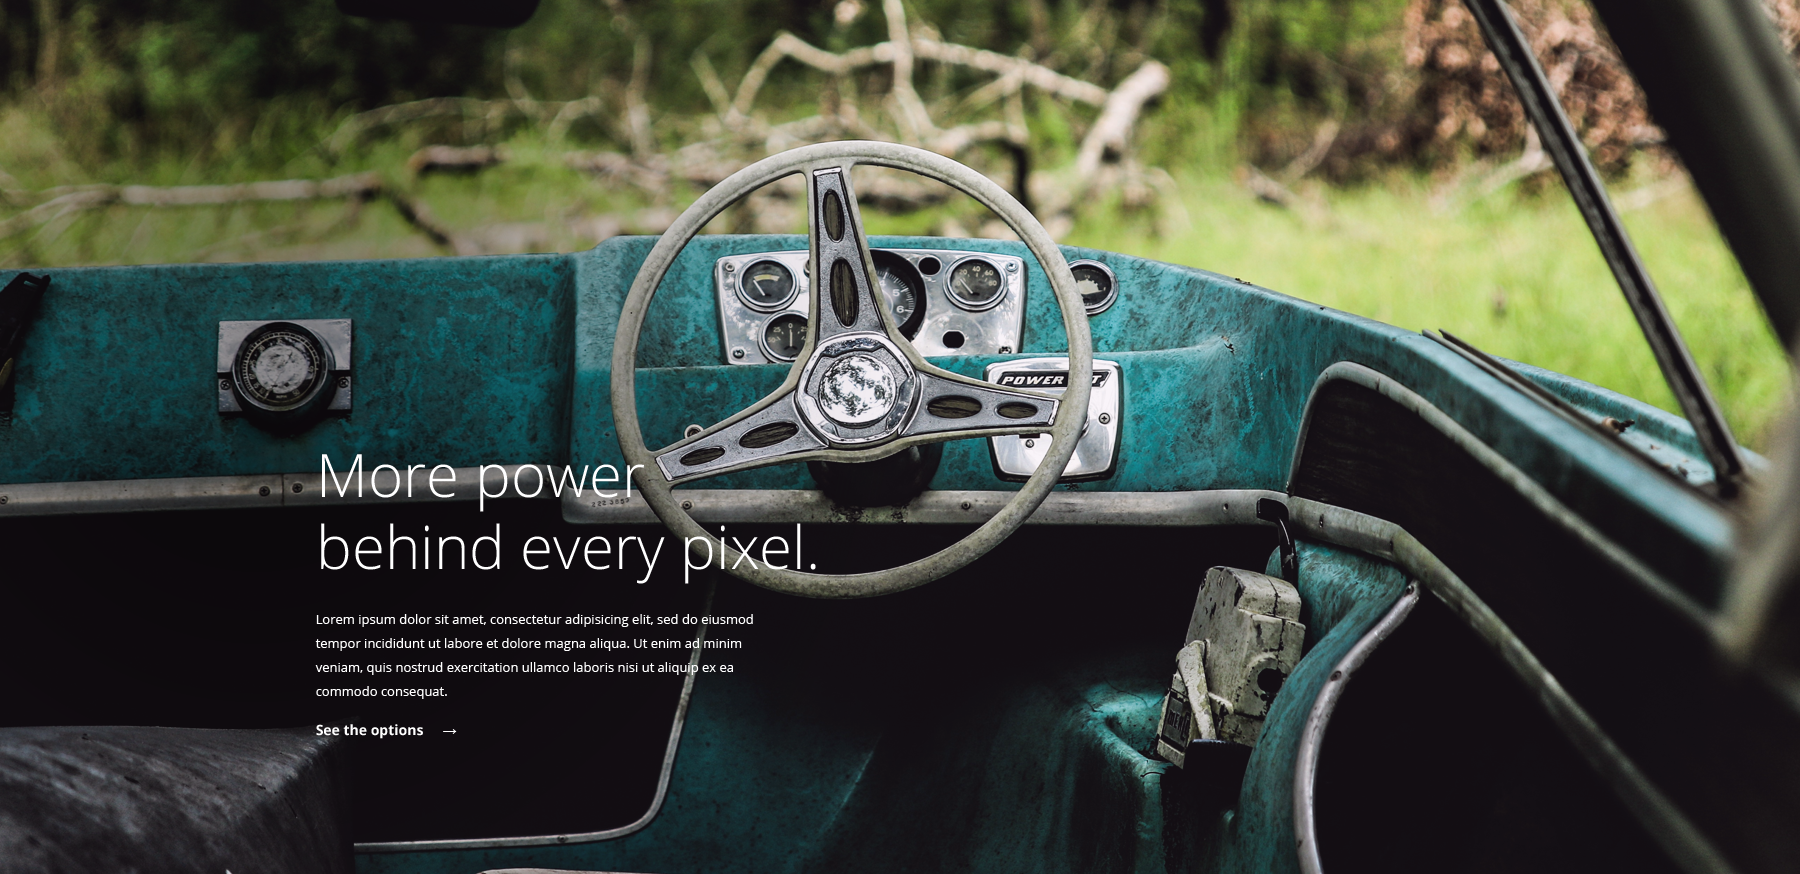 POWER
More power
behind every pixel.
Lorem ipsum dolor sit amet, consectetur adipisicing elit, sed do eiusmod
tempor incididunt ut labore et dolore magna aliqua. Ut enim ad minim
veniam, quis nostrud exercitation ullamco laboris nisi ut aliquip ex ea
commodo consequat.
See the options →